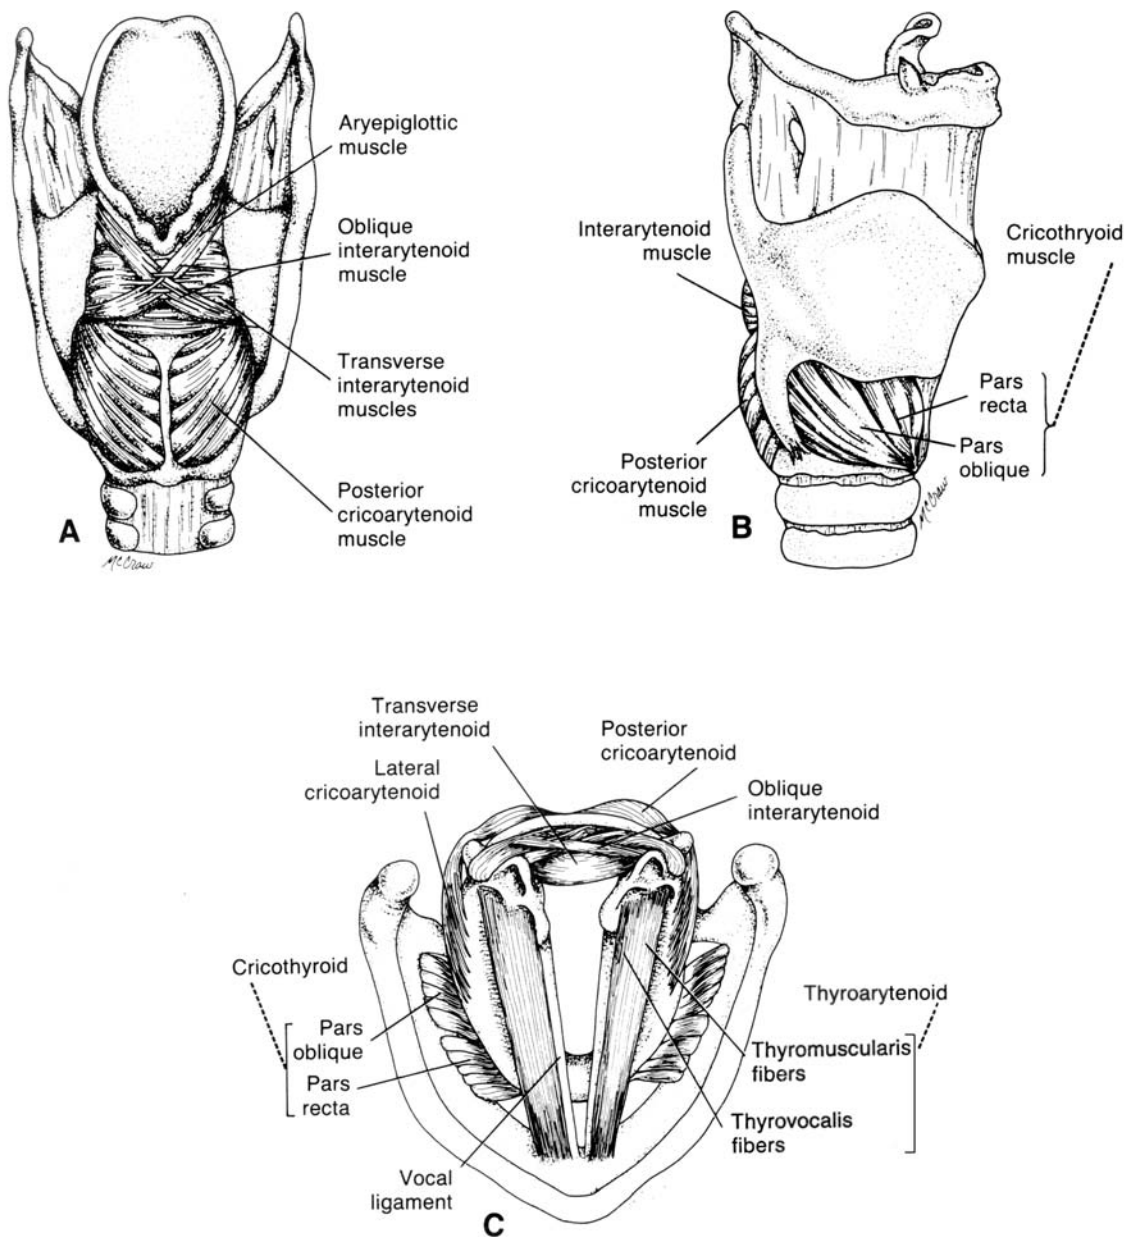 Aryepiglottic
muscle
Oblique
interarytenoid
muscle
Transverse
interarytenoid
muscles
Posterior
cricoarytenoid
muscle
A
McCraw
Interarytenoid
muscle
Cricothryoid
muscle
Pars
recta
Pars
oblique
Posterior
cricoarytenoid
muscle
B
McCraw
Transverse
interarytenoid
Posterior
cricoarytenoid
Lateral
cricoarytenoid
Oblique
interarytenoid
Cricothyroid
Pars
oblique
Pars
recta
Thyroarytenoid
Thyromuscularis
fibers
Thyrovocalis
fibers
Vocal
ligament
C